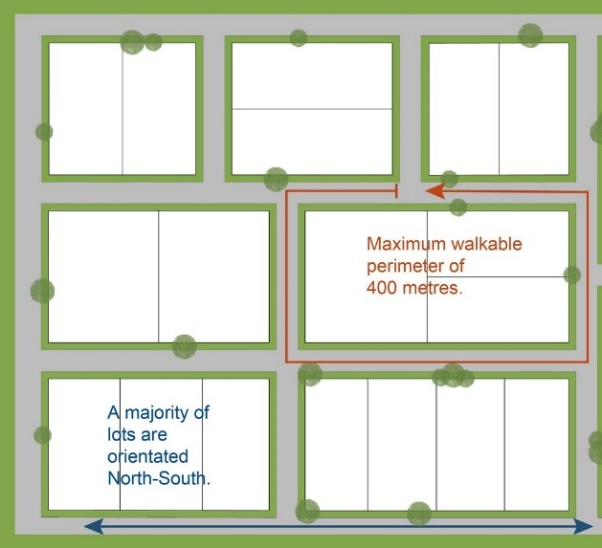 Maximum walkable
perimeter of
400 metres.
A majority of
lots are
orientated
North-South.